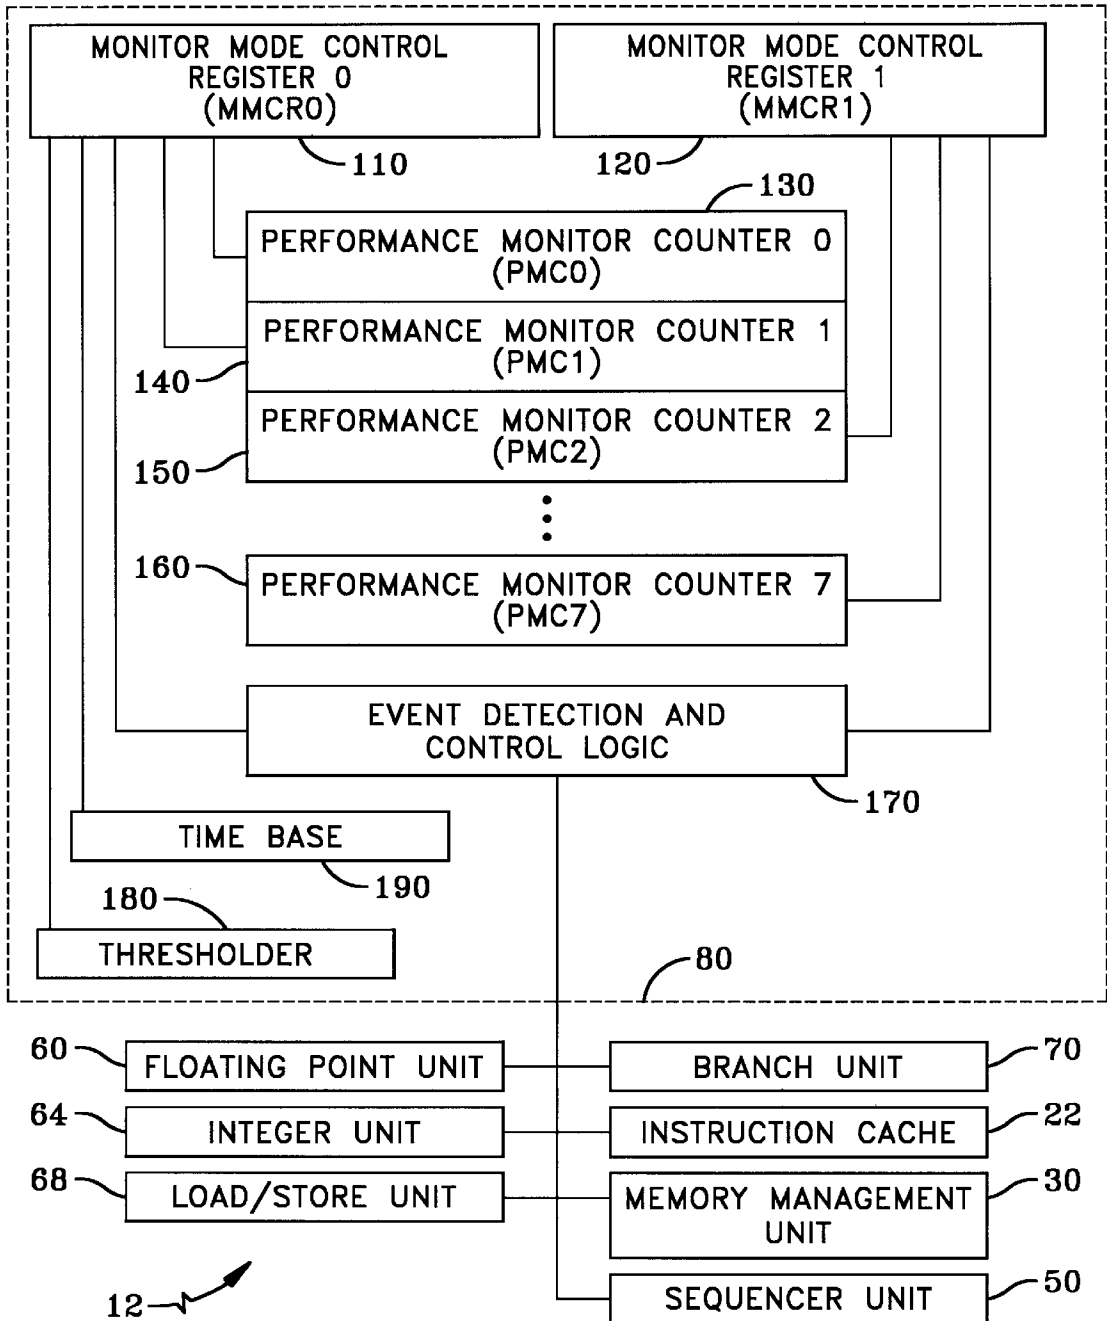 MONITOR MODE CONTROL
REGISTER 0
(MMCR0)
MONITOR MODE CONTROL
REGISTER 1
(MMCR1)
110
120
130
PERFORMANCE MONITOR COUNTER 0
(PMC0)
PERFORMANCE MONITOR COUNTER 1
(PMC1)
140
PERFORMANCE MONITOR COUNTER 2
(PMC2)
150
160
PERFORMANCE MONITOR COUNTER 7
(PMC7)
EVENT DETECTION AND
CONTROL LOGIC
170
TIME BASE
190
180
THRESHOLDER
80
60
FLOATING POINT UNIT
BRANCH UNIT
70
64
INTEGER UNIT
INSTRUCTION CACHE
22
68
LOAD/STORE UNIT
MEMORY MANAGEMENT
UNIT
30
12
SEQUENCER UNIT
50